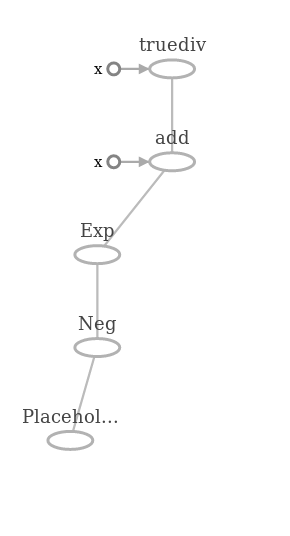 truediv
x
add
x
Exp
Neg
Placehol...